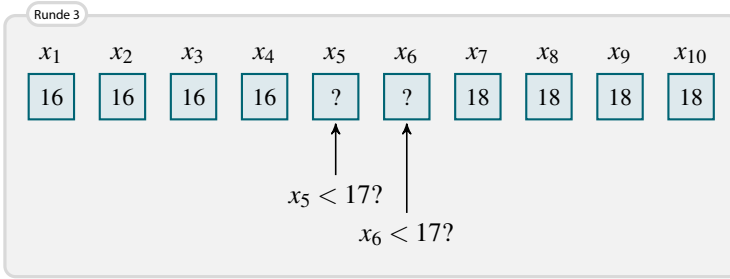 Runde 3
x₁ x₂ x₃ x₄ x₅ x₆ x₇ x₈ x₉ x₁₀
16 16 16 16 ? ? 18 18 18 18
x₅ < 17?
x₆ < 17?